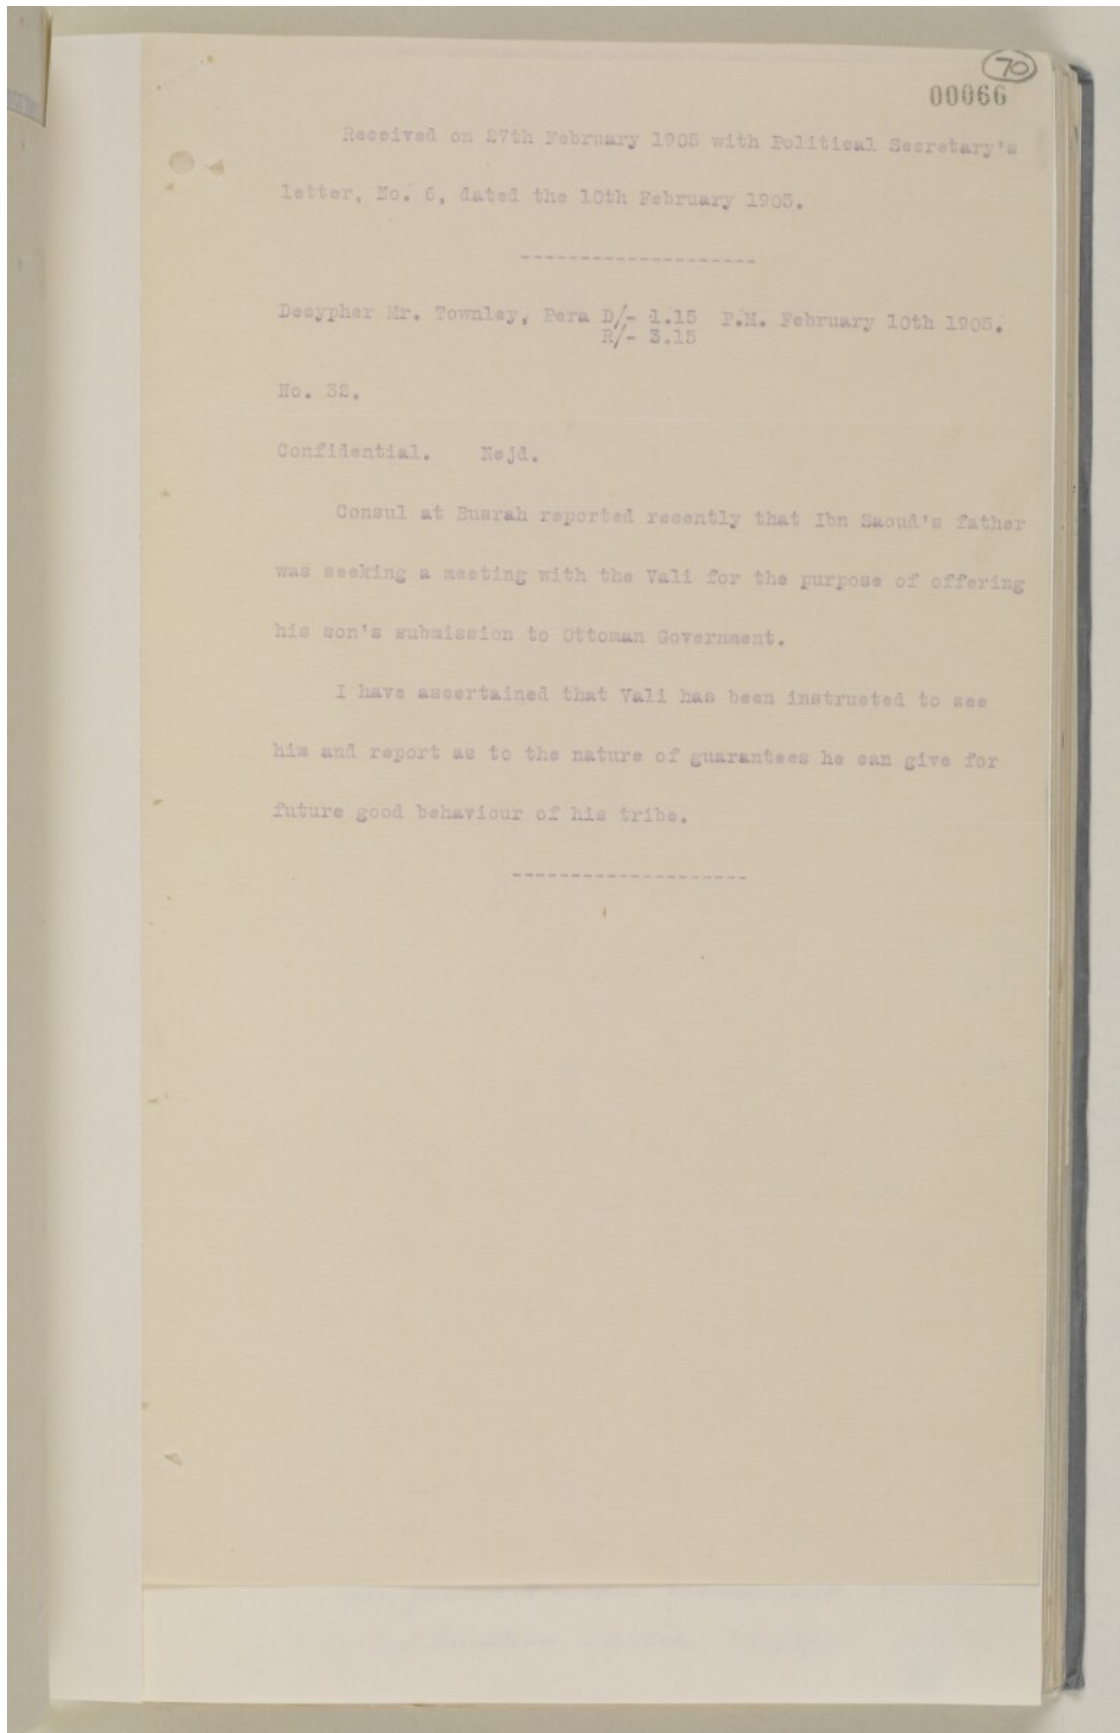 70
00066
Received on 27th February 1905 with Political Secretary's
letter, No. 6, dated the 10th February 1905.
--------------------
Decypher Mr. Townley, Pera D/- 1.15 P.M. February 10th 1905.
R/- 3.15
No. 32.
Confidential. Nejd.
Consul at Busrah reported recently that Ibn Saoud's father
was seeking a meeting with the Vali for the purpose of offering
his son's submission to Ottoman Government.
I have ascertained that Vali has been instructed to see
him and report as to the nature of guarantees he can give for
future good behaviour of his tribe.
--------------------